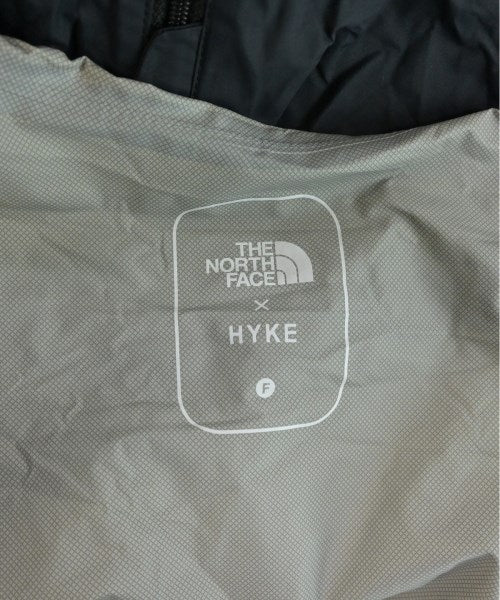 THE
NORTH
FACE
×
HYKE
F